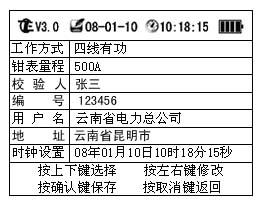 V3.0 08-01-10 10:18:15
工作方式 四线有功
钳表量程 500A
校验人 张三
编号 123456
用户名 云南省电力总公司
地址 云南省昆明市
时钟设置 08年01月10日10时18分15秒
按上下键选择 按左右键修改
按确认键保存 按取消键返回